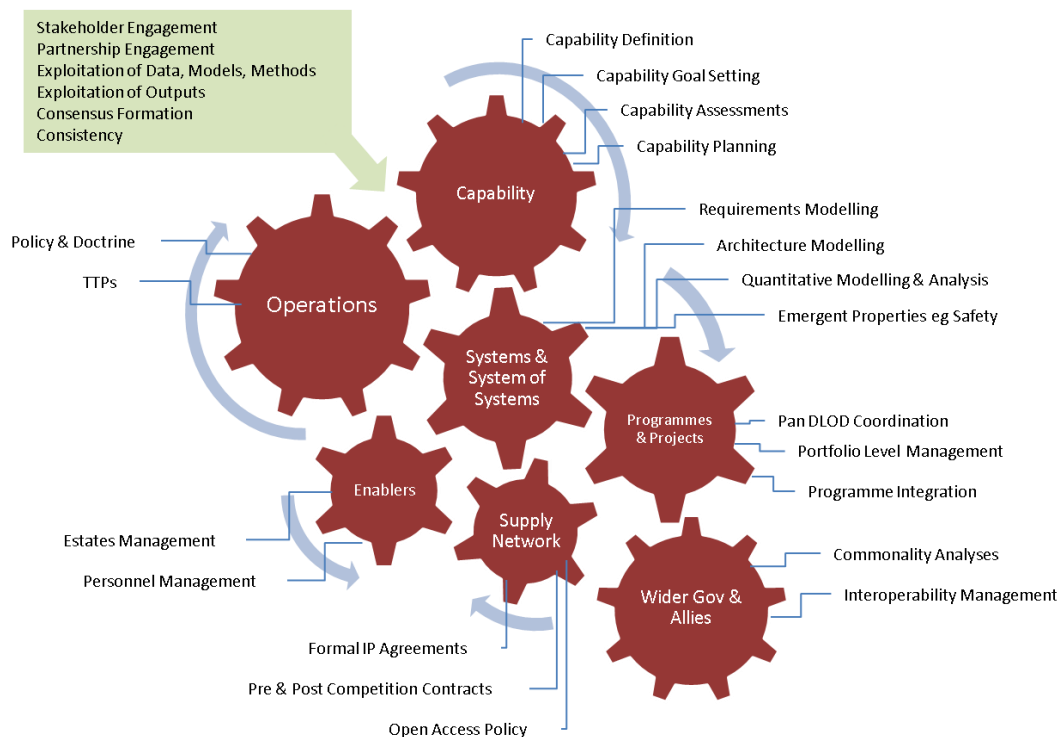 Stakeholder Engagement
Partnership Engagement
Exploitation of Data, Models, Methods
Exploitation of Outputs
Consensus Formation
Consistency
Capability Definition
Capability Goal Setting
Capability Assessments
Capability Planning
Capability
Requirements Modelling
Architecture Modelling
Quantitative Modelling & Analysis
Emergent Properties eg Safety
Policy & Doctrine
TTPs
Operations
Systems &
System of
Systems
Programmes
& Projects
Pan DLOD Coordination
Portfolio Level Management
Programme Integration
Enablers
Estates Management
Personnel Management
Supply
Network
Formal IP Agreements
Pre & Post Competition Contracts
Open Access Policy
Wider Gov &
Allies
Commonality Analyses
Interoperability Management